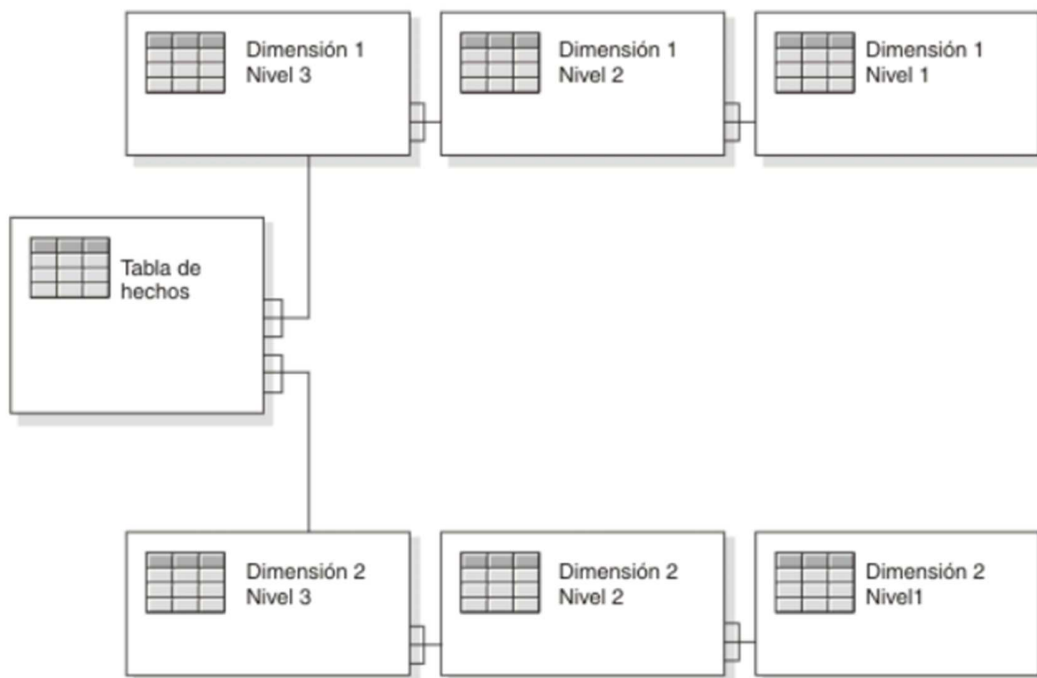 Dimensión 1
Nivel 3
Dimensión 1
Nivel 2
Dimensión 1
Nivel 1
Tabla de
hechos
Dimensión 2
Nivel 3
Dimensión 2
Nivel 2
Dimensión 2
Nivel1